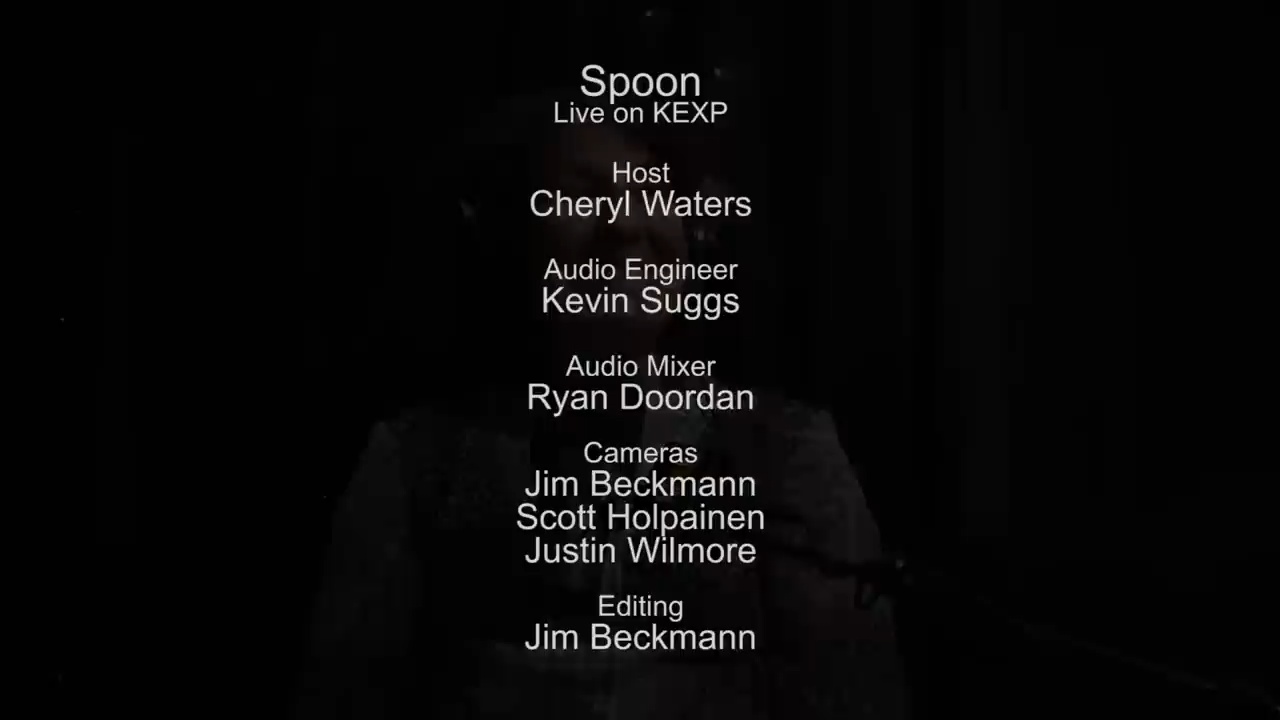 Spoon
Live on KEXP
Host
Cheryl Waters
Audio Engineer
Kevin Suggs
Audio Mixer
Ryan Doordan
Cameras
Jim Beckmann
Scott Holpainen
Justin Wilmore
Editing
Jim Beckmann